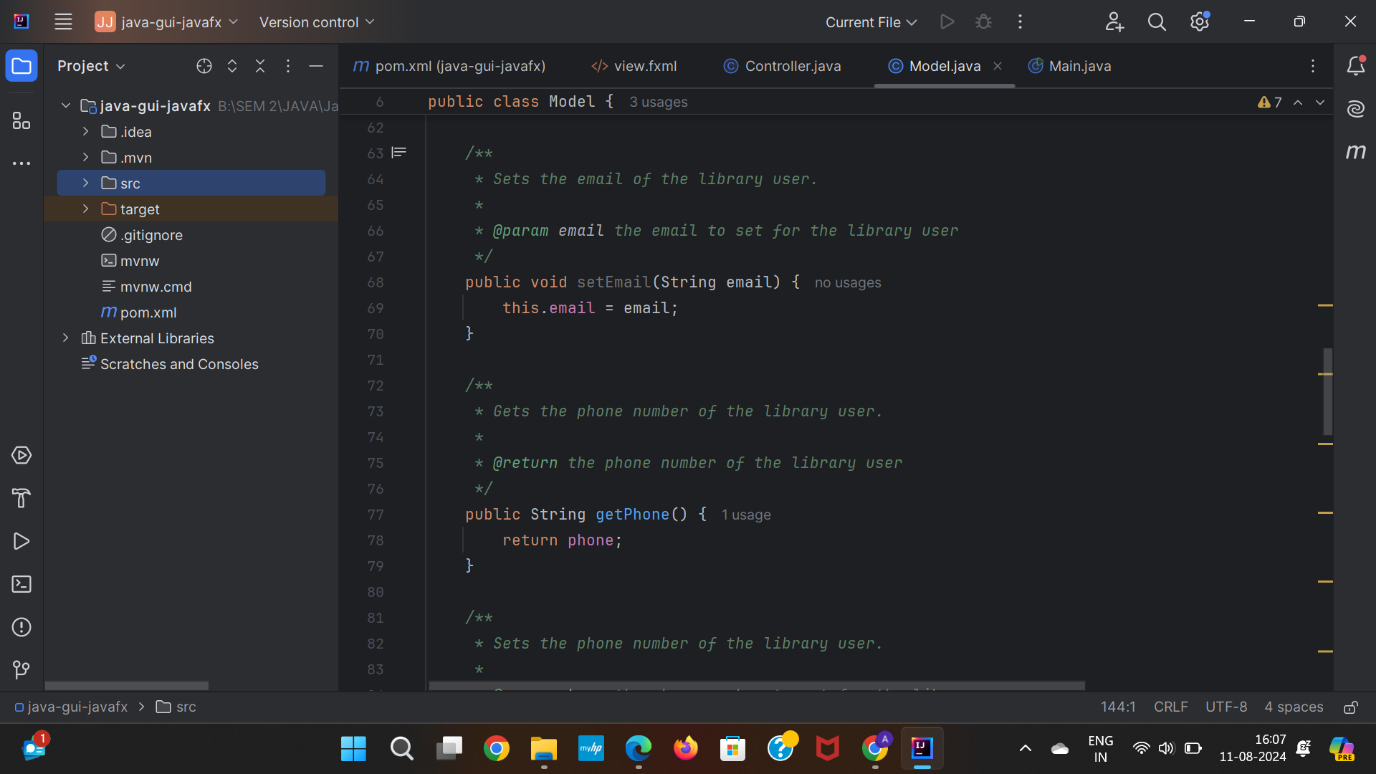 JJ java-gui-javafx Version control Current File
Project
pom.xml (java-gui-javafx) view.fxml Controller.java Model.java Main.java
java-gui-javafx B:\SEM 2\JAVA\Ja
.idea
.mvn
src
target
.gitignore
mvnw
mvnw.cmd
pom.xml
External Libraries
Scratches and Consoles
6 public class Model { 3 usages 7
62
63 /**
64 * Sets the email of the library user.
65 *
66 * @param email the email to set for the library user
67 */
68 public void setEmail(String email) { no usages
69 this.email = email;
70 }
71
72 /**
73 * Gets the phone number of the library user.
74 *
75 * @return the phone number of the library user
76 */
77 public String getPhone() { 1 usage
78 return phone;
79 }
80
81 /**
82 * Sets the phone number of the library user.
83 *
java-gui-javafx > src 144:1 CRLF UTF-8 4 spaces
1 myhp A ENG 16:07
IN 11-08-2024 PRE